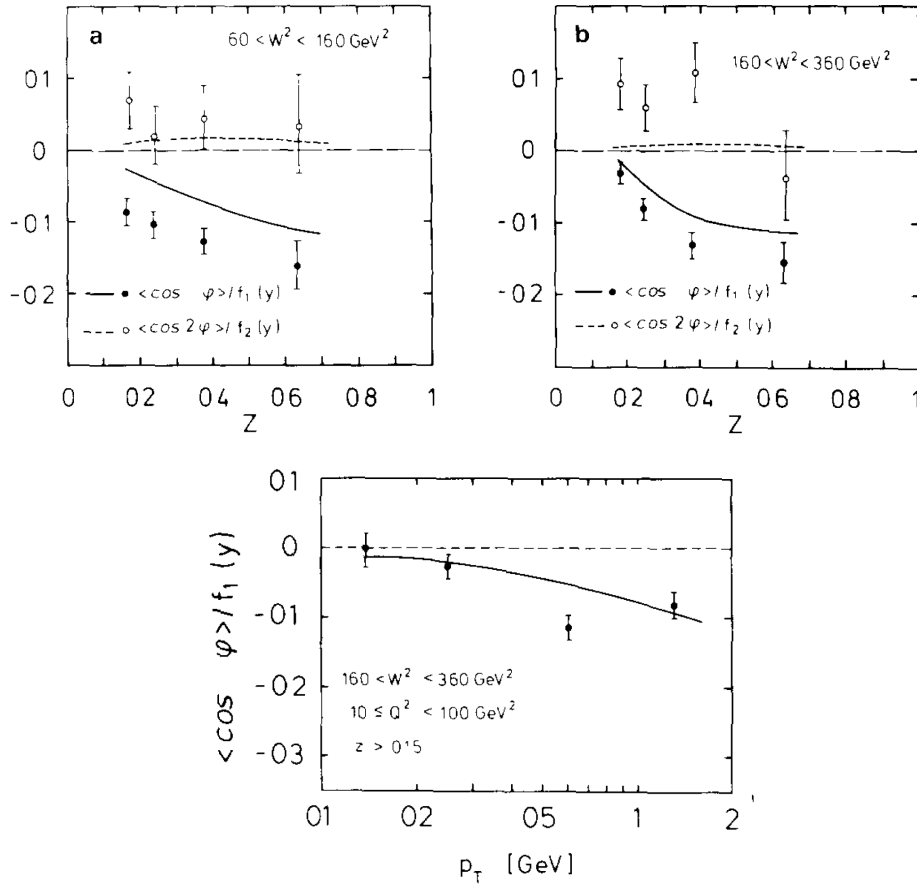 a
60 < W² < 160 GeV²
01
0
-01
-02
<cos φ>/f₁(y)
<cos 2φ>/f₂(y)
0 02 04 06 08 1
Z
b
160 < W² < 360 GeV²
01
0
-01
-02
<cos φ>/f₁(y)
<cos 2φ>/f₂(y)
0 02 04 06 08 1
Z
<cos φ>/f₁(y)
01
0
-01
-02
-03
160 < W² < 360 GeV²
10 ≤ Q² < 100 GeV²
z > 015
01 02 05 1 2
p_T [GeV]